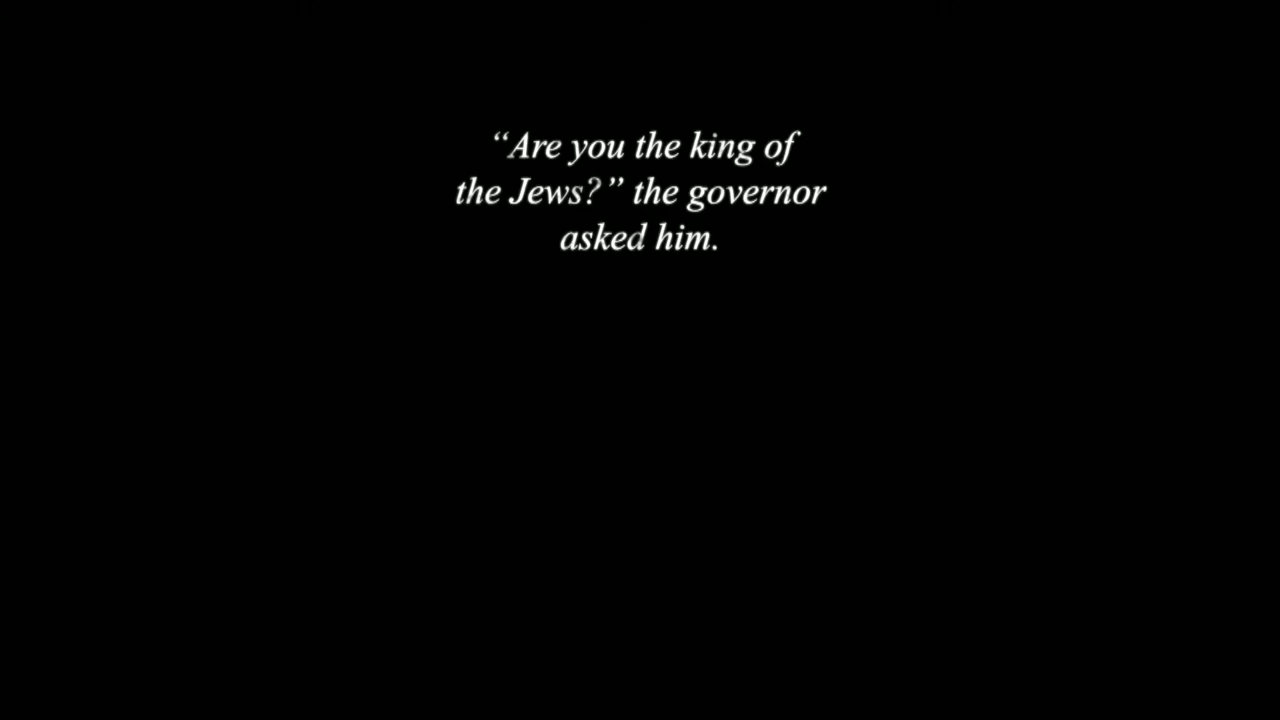 “Are you the king of
the Jews?” the governor
asked him.